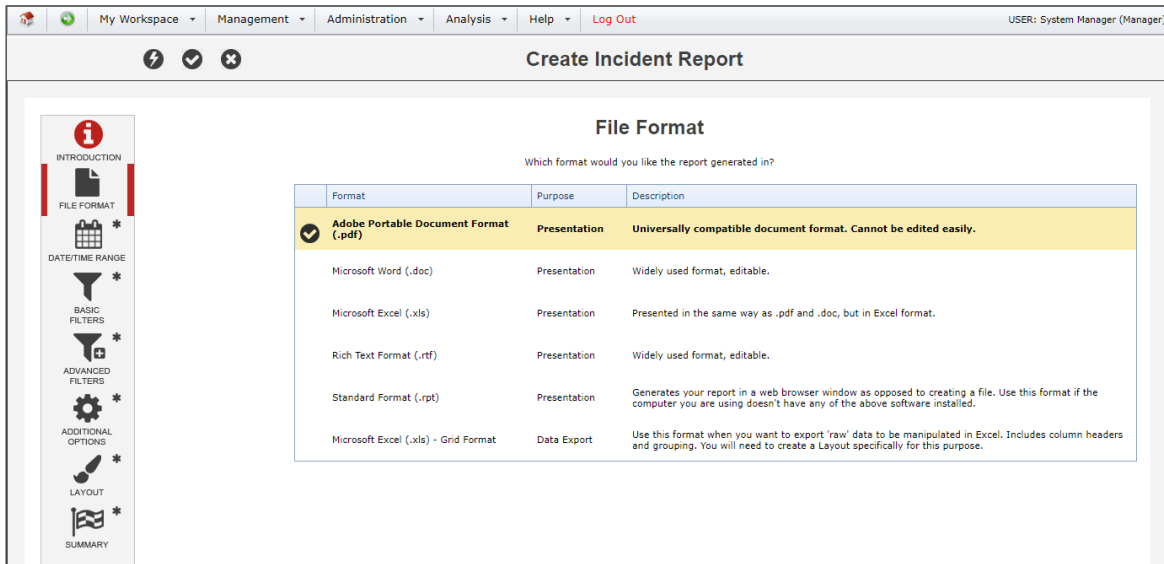 My Workspace Management Administration Analysis Help Log Out USER: System Manager (Manager)
Create Incident Report
INTRODUCTION
FILE FORMAT
DATE/TIME RANGE
BASIC
FILTERS
ADVANCED
FILTERS
ADDITIONAL
OPTIONS
LAYOUT
SUMMARY
File Format
Which format would you like the report generated in?
Format Purpose Description
Adobe Portable Document Format
(.pdf) Presentation Universally compatible document format. Cannot be edited easily.
Microsoft Word (.doc) Presentation Widely used format, editable.
Microsoft Excel (.xls) Presentation Presented in the same way as .pdf and .doc, but in Excel format.
Rich Text Format (.rtf) Presentation Widely used format, editable.
Standard Format (.rpt) Presentation Generates your report in a web browser window as opposed to creating a file. Use this format if the
computer you are using doesn't have any of the above software installed.
Microsoft Excel (.xls) - Grid Format Data Export Use this format when you want to export 'raw' data to be manipulated in Excel. Includes column headers
and grouping. You will need to create a Layout specifically for this purpose.